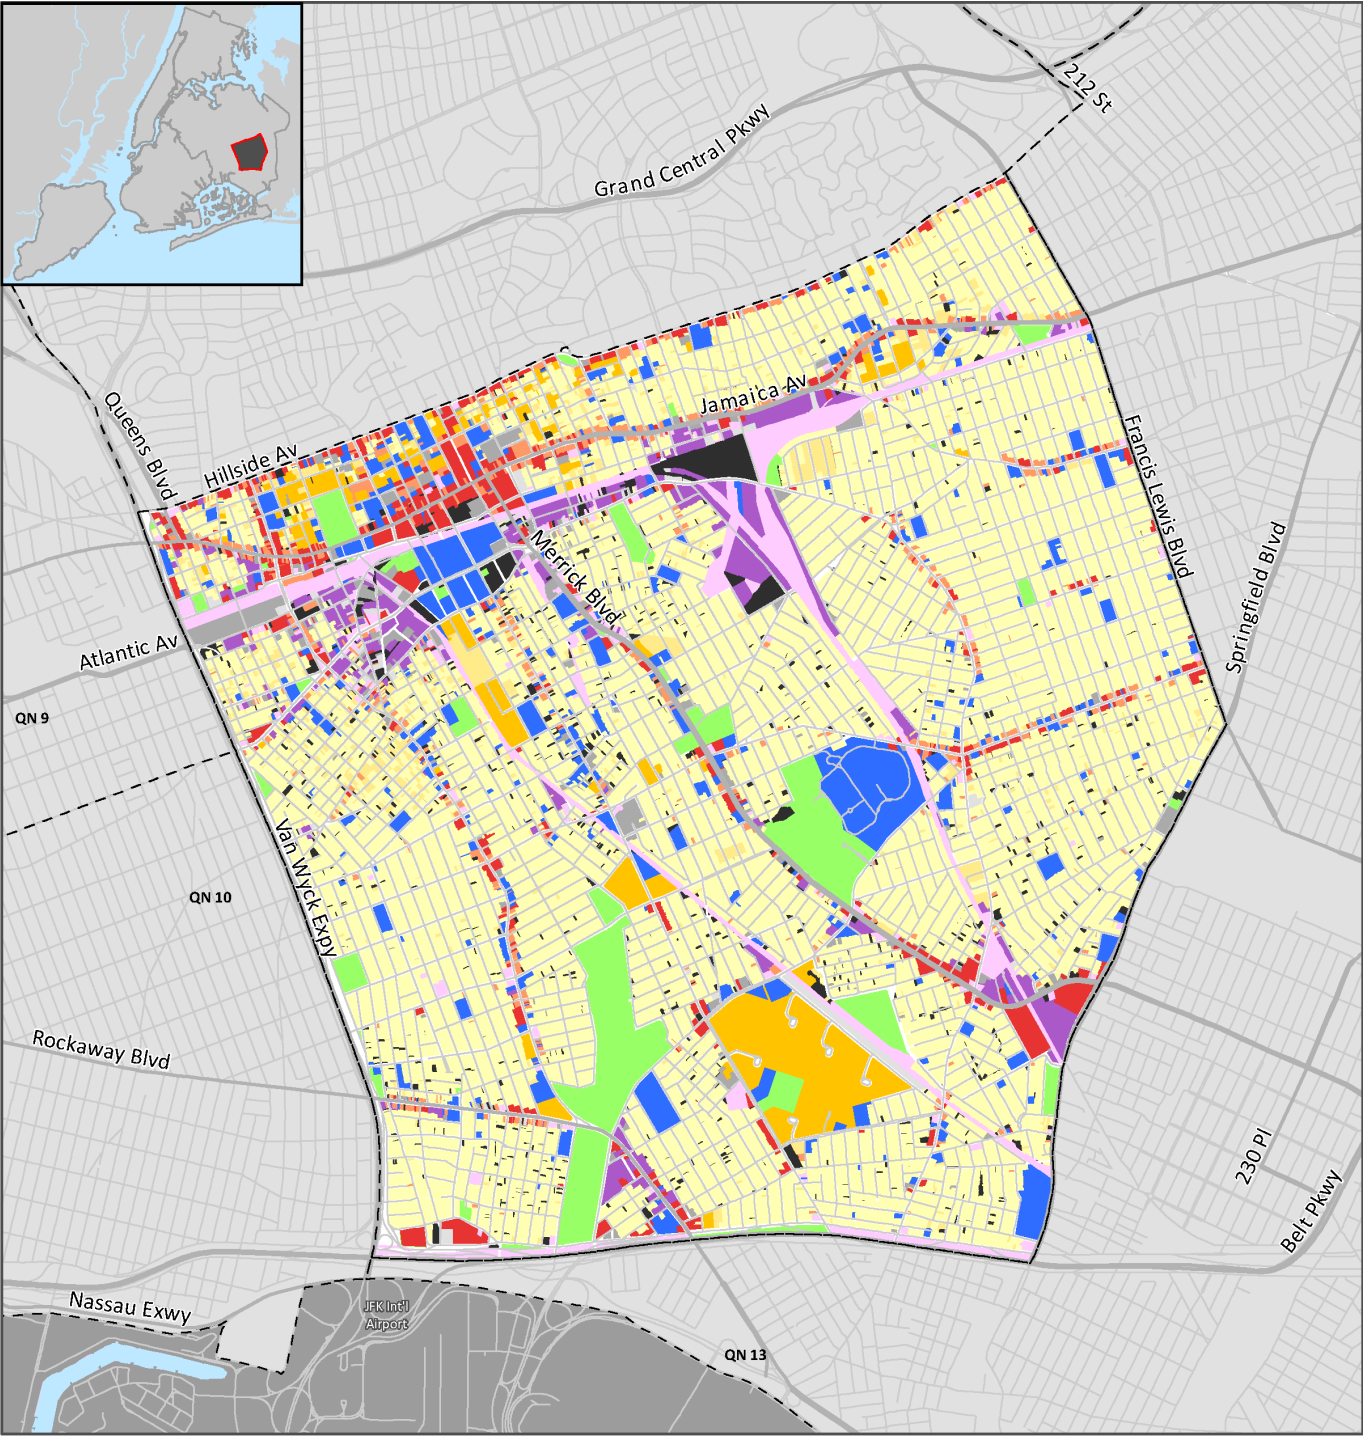 212 St
Grand Central Pkwy
Jamaica Av
Queens Blvd
Hillside Av
Francis Lewis Blvd
Merrick Blvd
Springfield Blvd
Atlantic Av
QN 9
Van Wyck Expy
QN 10
Rockaway Blvd
230 Pl
Belt Pkwy
Nassau Exwy
JFK Int'l
Airport
QN 13